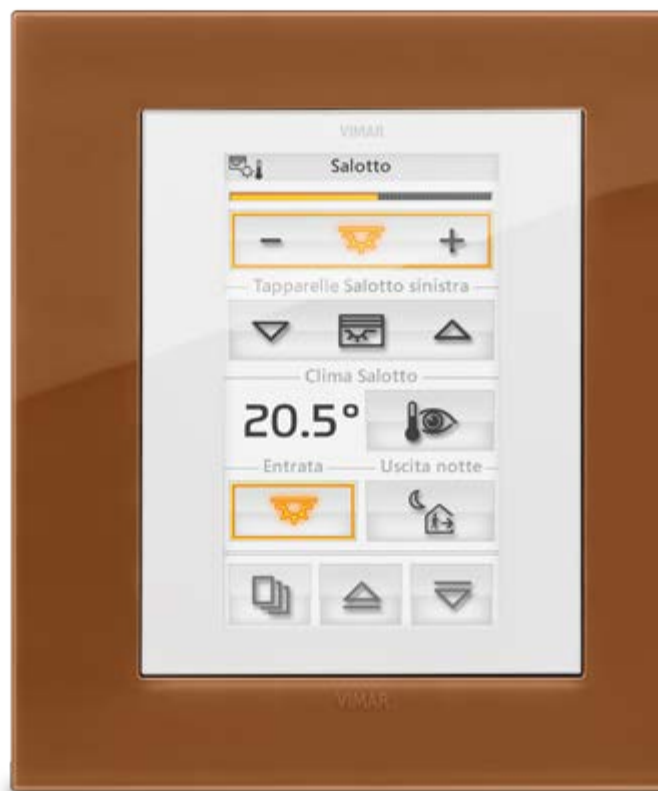 VIMAR
Salotto
- +
Tapparelle Salotto sinistra
Clima Salotto
20.5°
Entrata Uscita notte
VIMAR